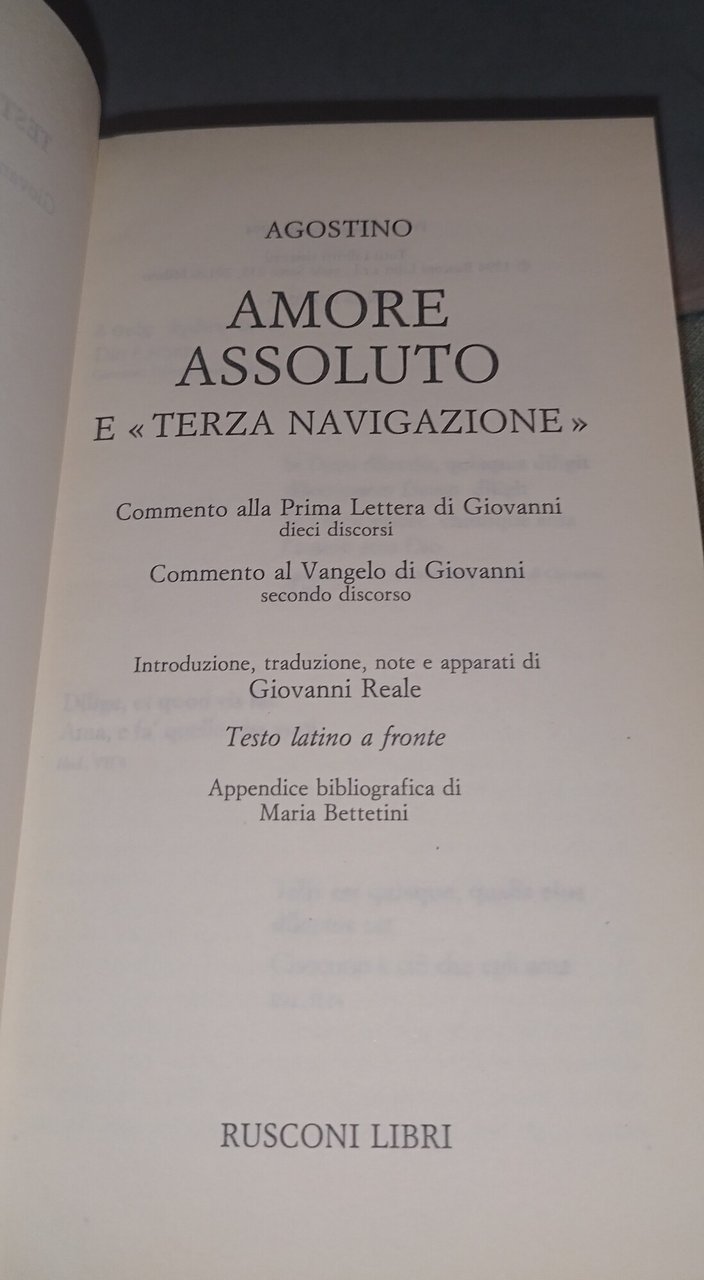 AGOSTINO
AMORE
ASSOLUTO
E « TERZA NAVIGAZIONE »
Commento alla Prima Lettera di Giovanni
dieci discorsi
Commento al Vangelo di Giovanni
secondo discorso
Introduzione, traduzione, note e apparati di
Giovanni Reale
Testo latino a fronte
Appendice bibliografica di
Maria Bettetini
RUSCONI LIBRI